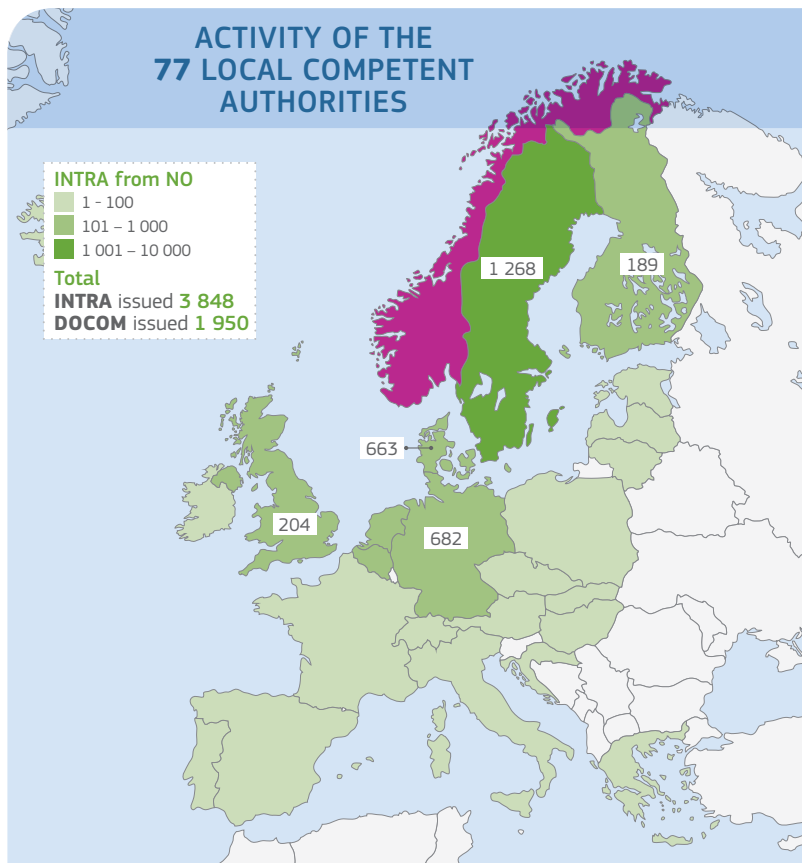 ACTIVITY OF THE
77 LOCAL COMPETENT
AUTHORITIES
INTRA from NO
1 - 100
101 – 1 000
1 001 – 10 000
Total
INTRA issued 3 848
DOCOM issued 1 950
1 268
189
663
204
682